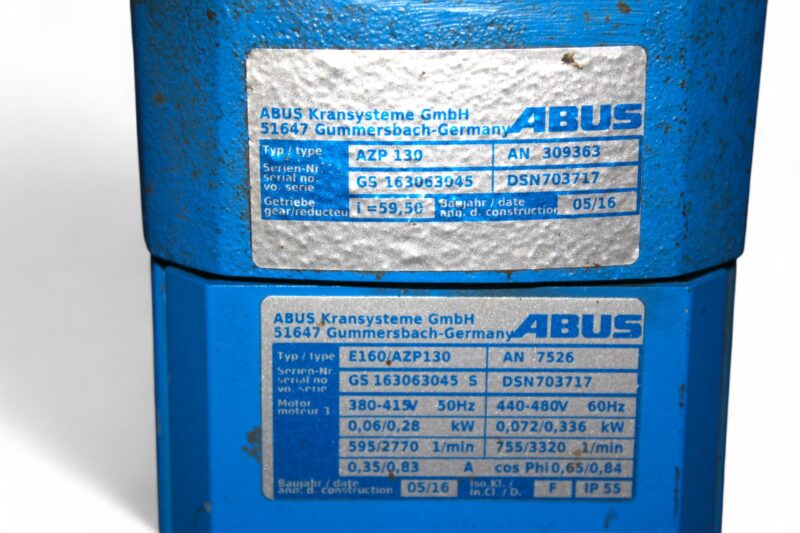 ABUS Kransysteme GmbH
51647 Gummersbach-Germany ABUS
Typ / type AZP 130 AN 309363
Serien-Nr.
serial no. GS 163063045 DSN703717
vo. serie
Getriebe i =59,50 Baujahr / date 05/16
gear/reducteur ann. d. construction
ABUS Kransysteme GmbH
51647 Gummersbach-Germany ABUS
Typ / type E160/AZP130 AN 7526
Serien-Nr.
serial no GS 163063045 S DSN703717
vo. serie
Motor 380-415V 50Hz 440-480V 60Hz
moteur 3
0,06/0,28 kW 0,072/0,336 kW
595/2770 1/min 755/3320 1/min
0,35/0,83 A cos Phi 0,65/0,84
Baujahr / date 05/16 Iso.Kl. / F IP 55
ann. d. construction In.Cl / D.